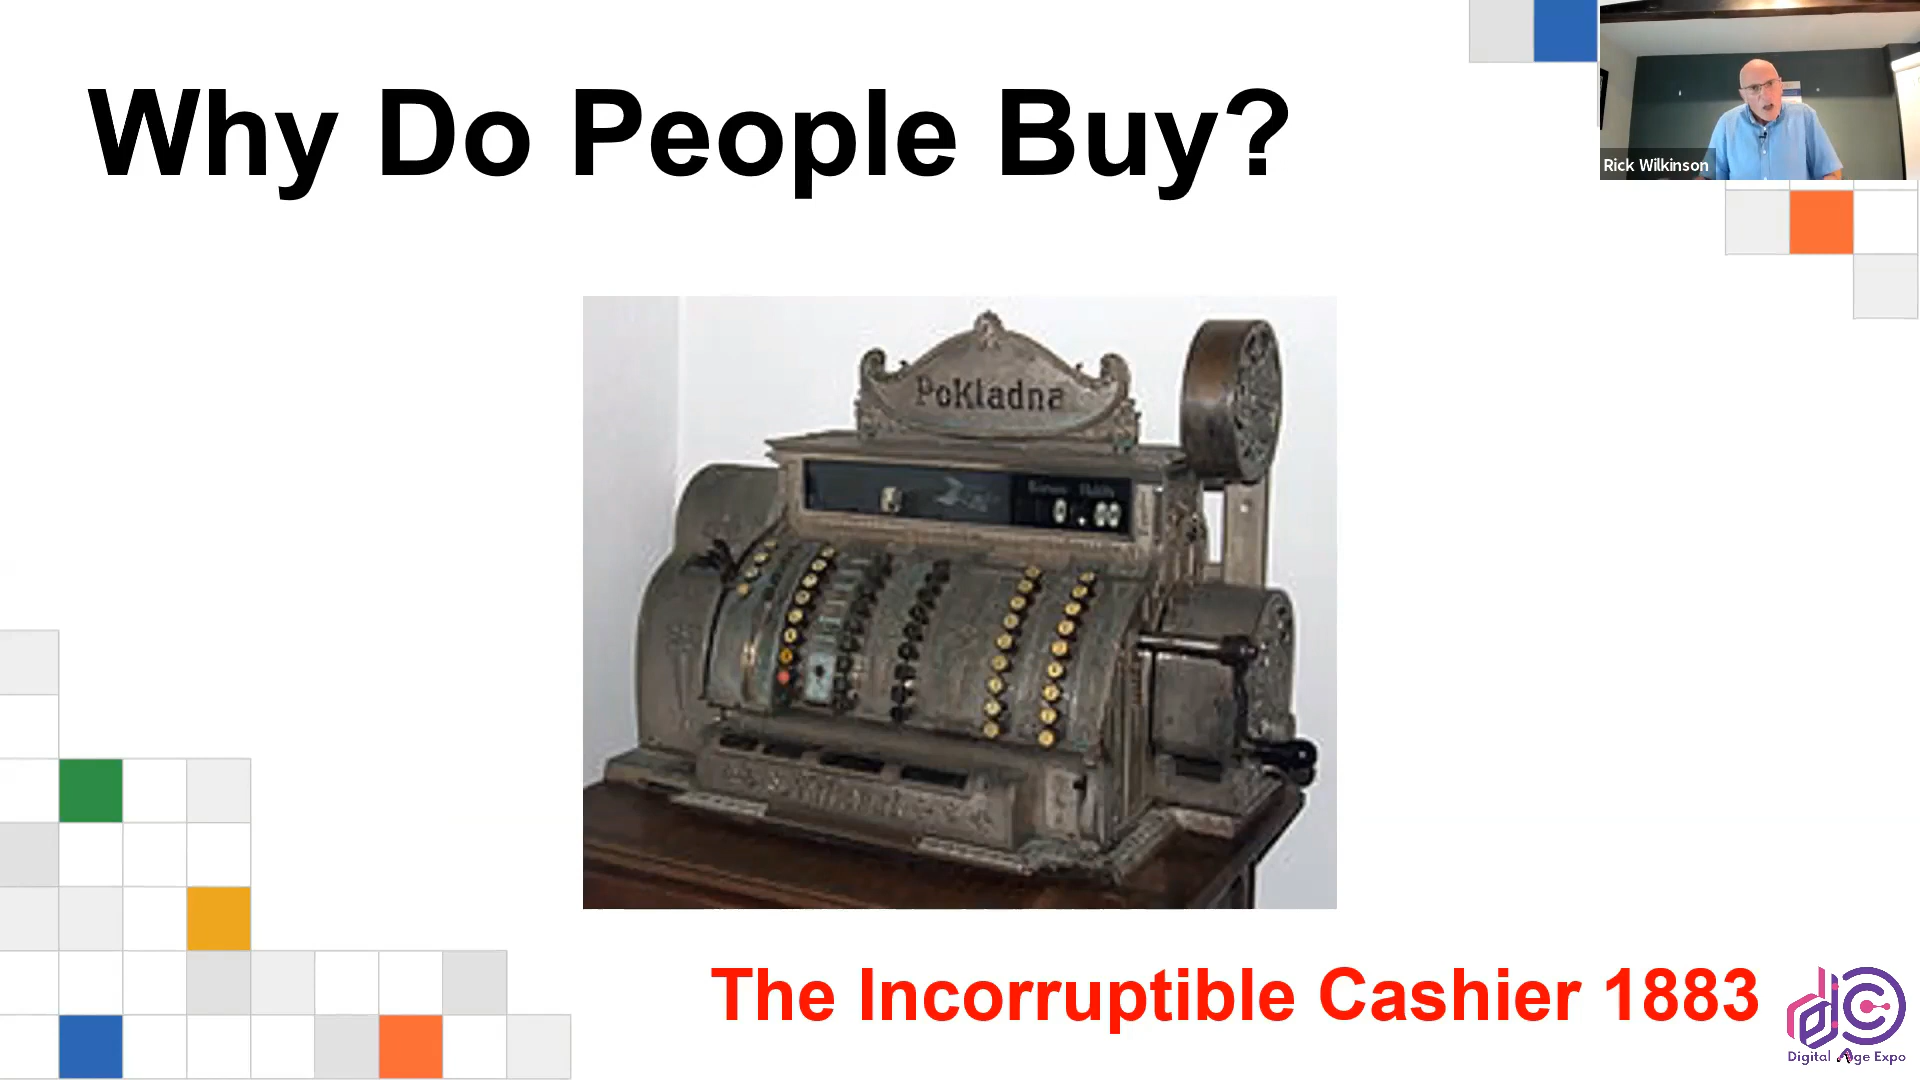 Why Do People Buy?
Rick Wilkinson
PoKladna
The Incorruptible Cashier 1883
Digital Age Expo